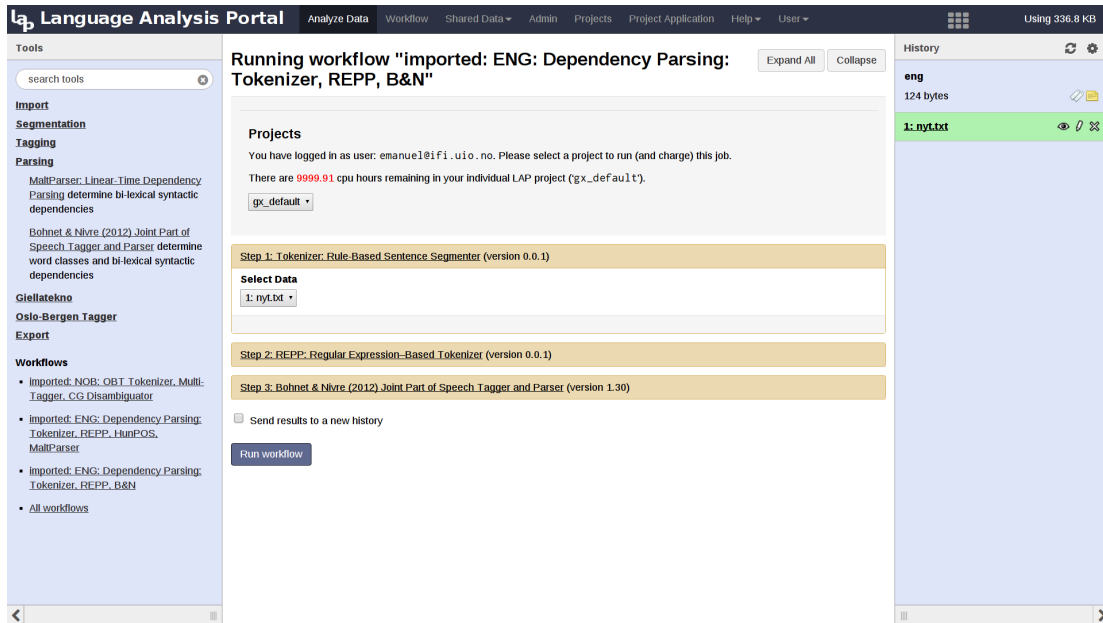 Lap Language Analysis Portal
Analyze Data
Workflow
Shared Data
Admin
Projects
Project Application
Help
User
Using 336.8 KB
Tools
search tools
Import
Segmentation
Tagging
Parsing
MaltParser: Linear-Time Dependency
Parsing determine bi-lexical syntactic
dependencies
Bohnet & Nivre (2012) Joint Part of
Speech Tagger and Parser determine
word classes and bi-lexical syntactic
dependencies
Giellatekno
Oslo-Bergen Tagger
Export
Workflows
imported: NOB: OBT Tokenizer, Multi-
Tagger, CG Disambiguator
imported: ENG: Dependency Parsing:
Tokenizer, REPP, HunPOS,
MaltParser
imported: ENG: Dependency Parsing:
Tokenizer, REPP, B&N
All workflows
Running workflow "imported: ENG: Dependency Parsing:
Tokenizer, REPP, B&N"
Expand All
Collapse
Projects
You have logged in as user: emanuel@ifi.uio.no. Please select a project to run (and charge) this job.
There are 9999.91 cpu hours remaining in your individual LAP project ('gx_default').
gx_default
Step 1: Tokenizer: Rule-Based Sentence Segmenter (version 0.0.1)
Select Data
1: nyt.txt
Step 2: REPP: Regular Expression–Based Tokenizer (version 0.0.1)
Step 3: Bohnet & Nivre (2012) Joint Part of Speech Tagger and Parser (version 1.30)
Send results to a new history
Run workflow
History
eng
124 bytes
1: nyt.txt